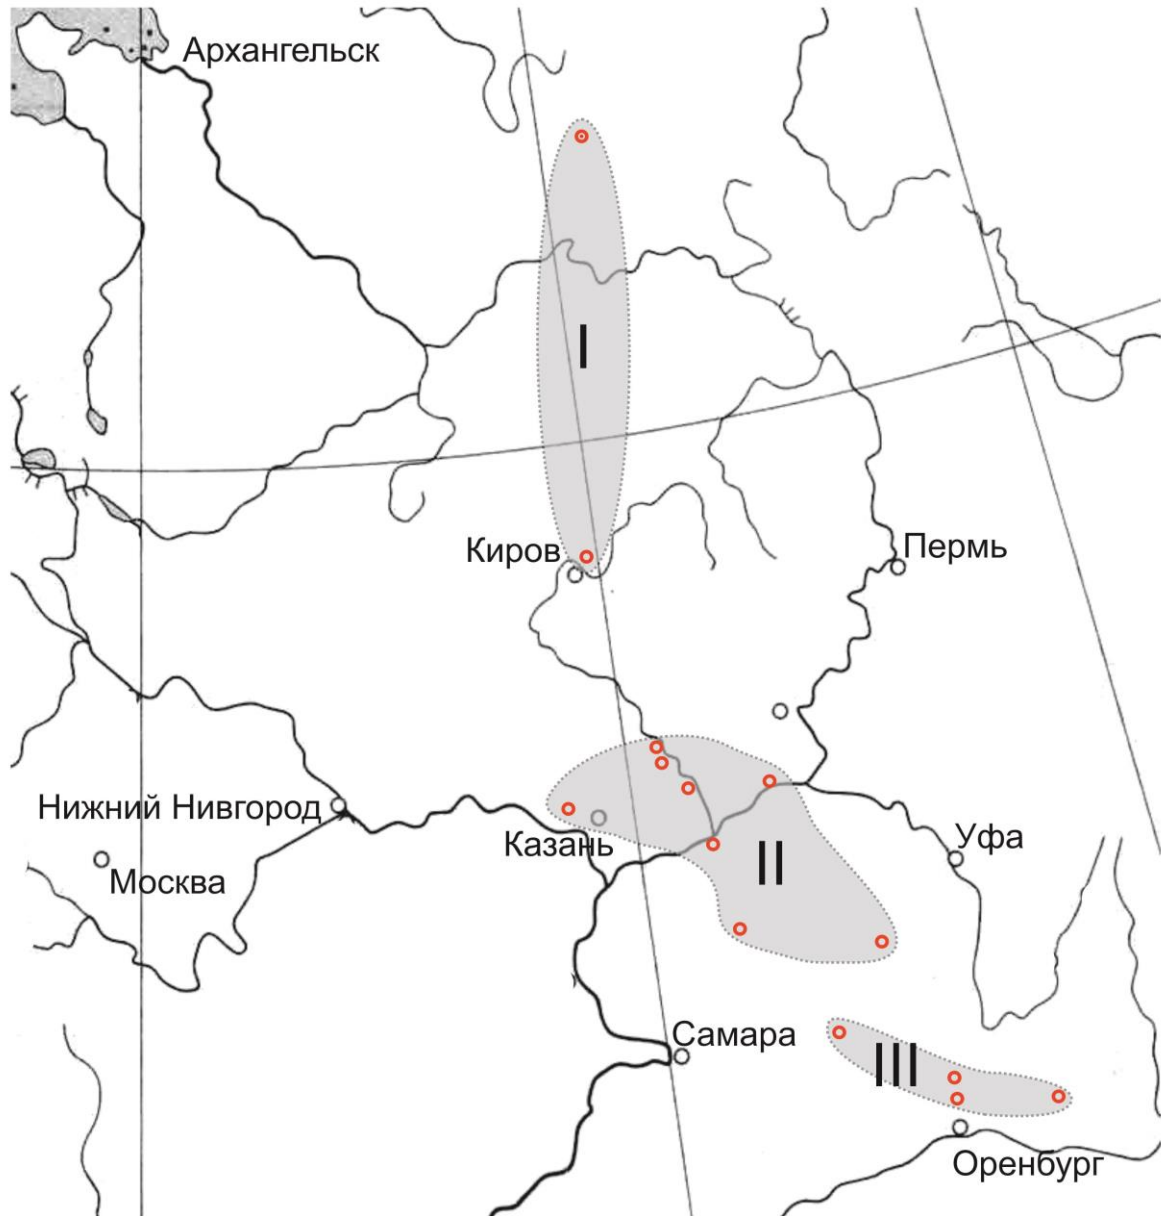 Архангельск
I
Киров
Пермь
Нижний Нивгород
Казань
Уфа
II
Москва
Самара
III
Оренбург